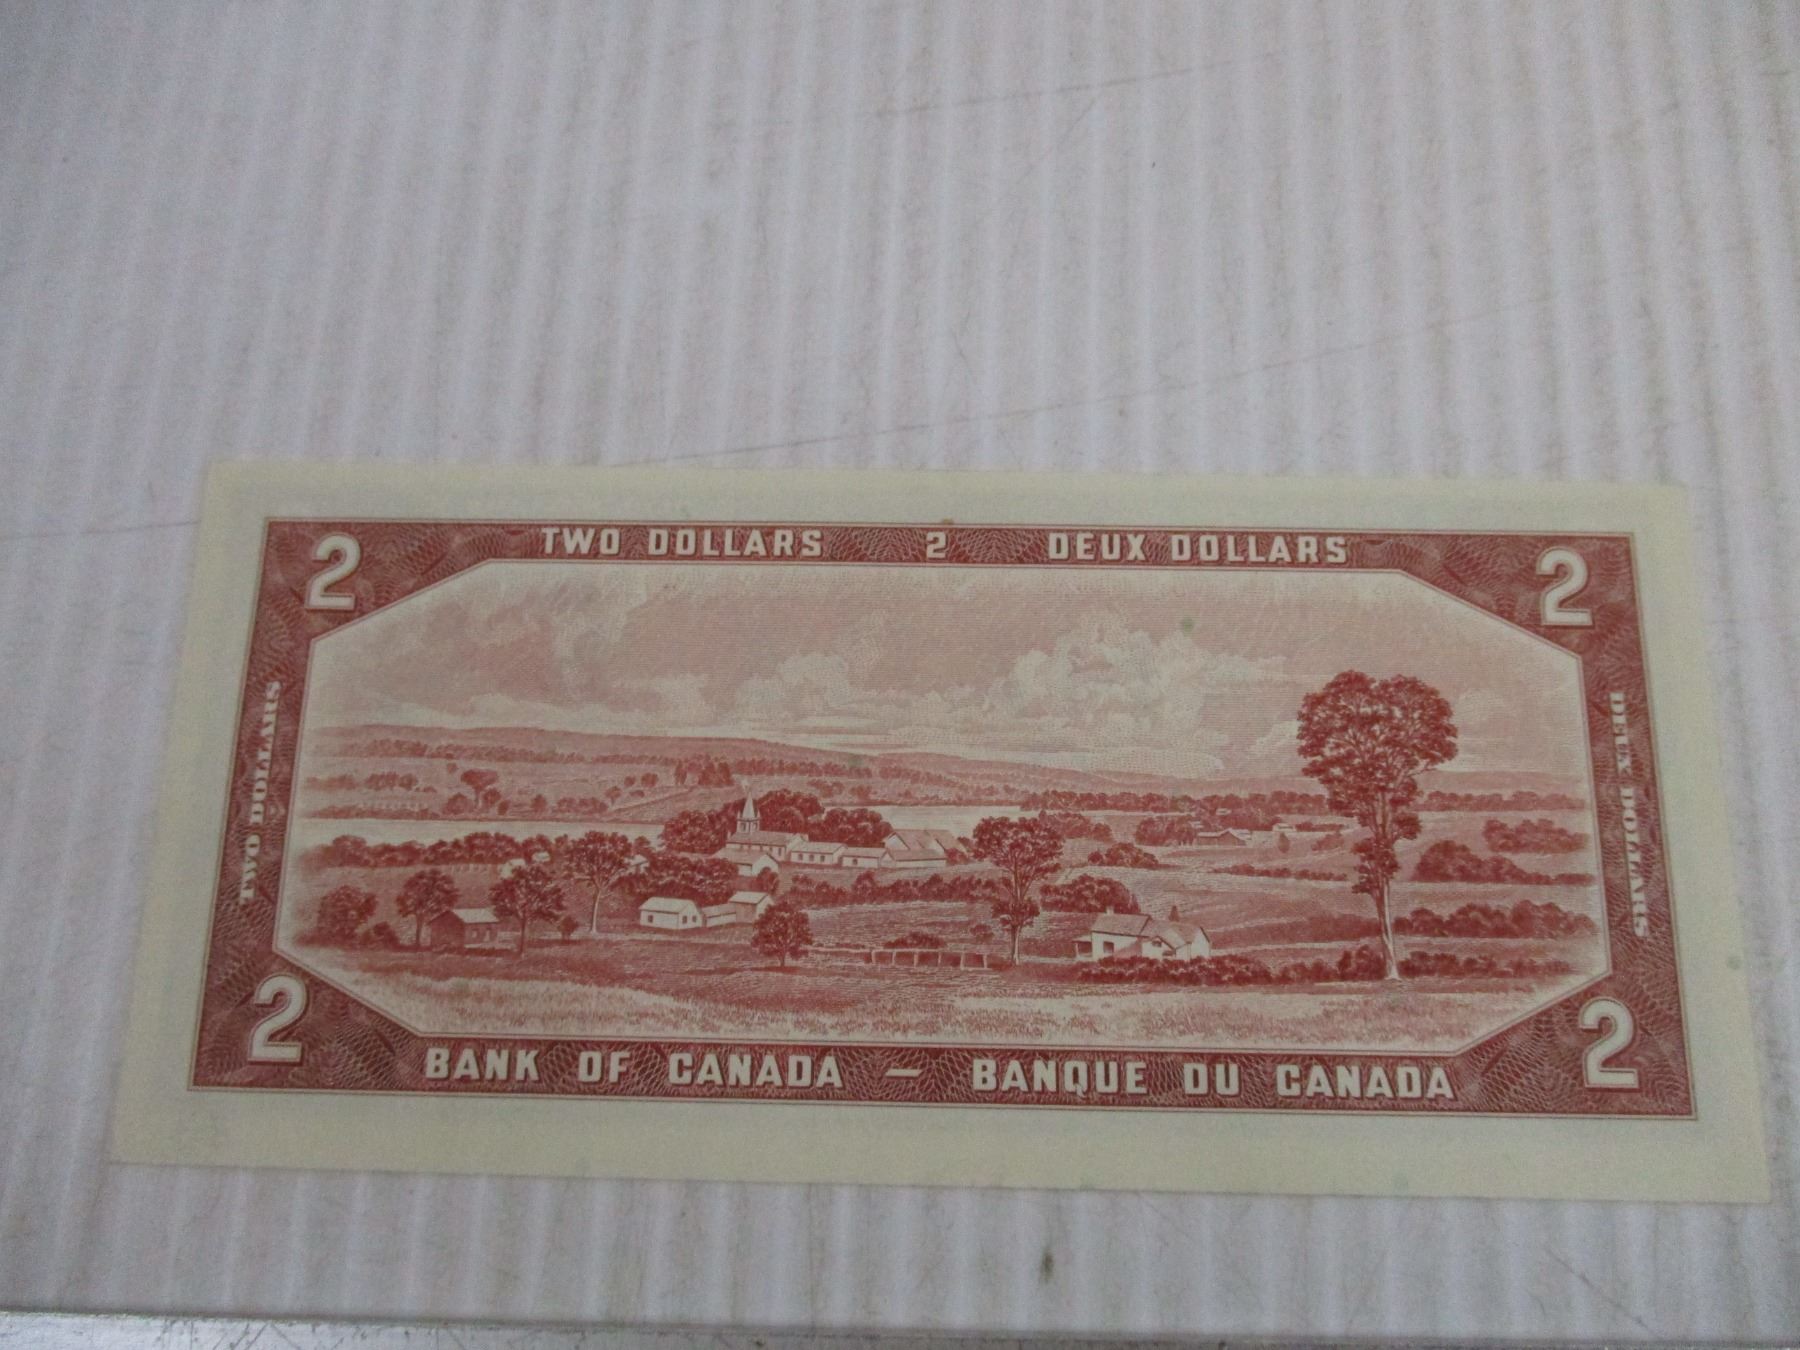 2 TWO DOLLARS 2 DEUX DOLLARS 2
TWO DOLLARS
DEUX DOLLARS
2 BANK OF CANADA – BANQUE DU CANADA 2